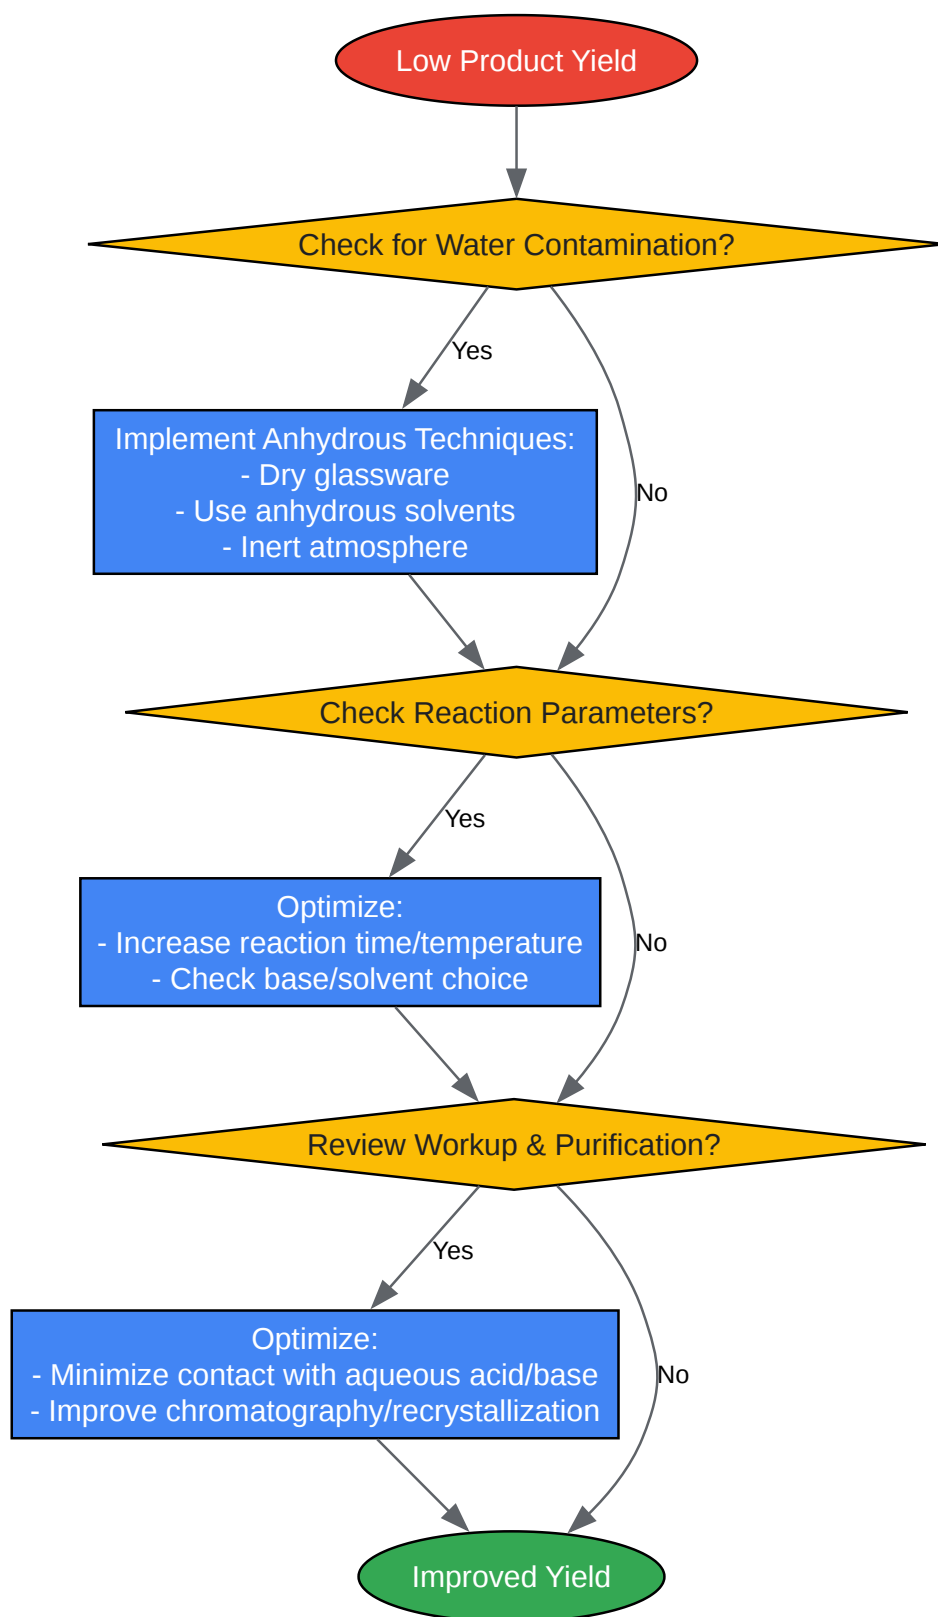 Low Product Yield
Check for Water Contamination?
Yes
Implement Anhydrous Techniques:
- Dry glassware
- Use anhydrous solvents
- Inert atmosphere
No
Check Reaction Parameters?
Yes
Optimize:
- Increase reaction time/temperature
- Check base/solvent choice
No
Review Workup & Purification?
Yes
Optimize:
- Minimize contact with aqueous acid/base
- Improve chromatography/recrystallization
No
Improved Yield